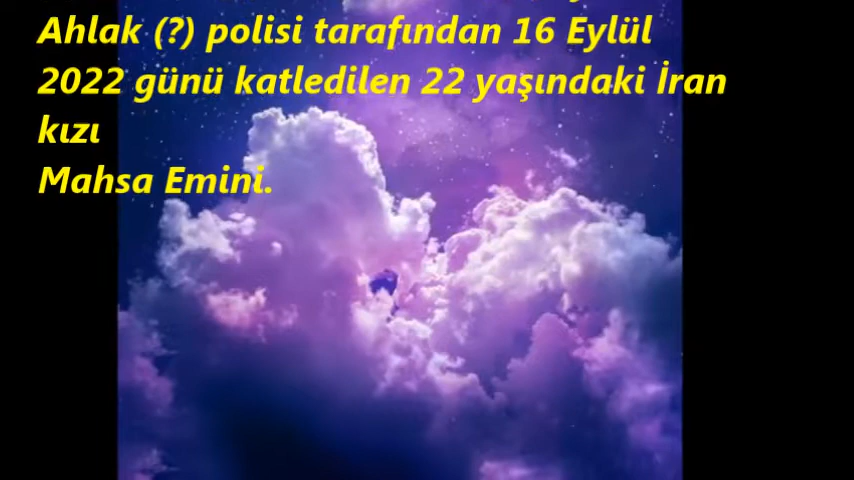 Ahlak (?) polisi tarafından 16 Eylül
2022 günü katledilen 22 yaşındaki İran
kızı
Mahsa Emini.